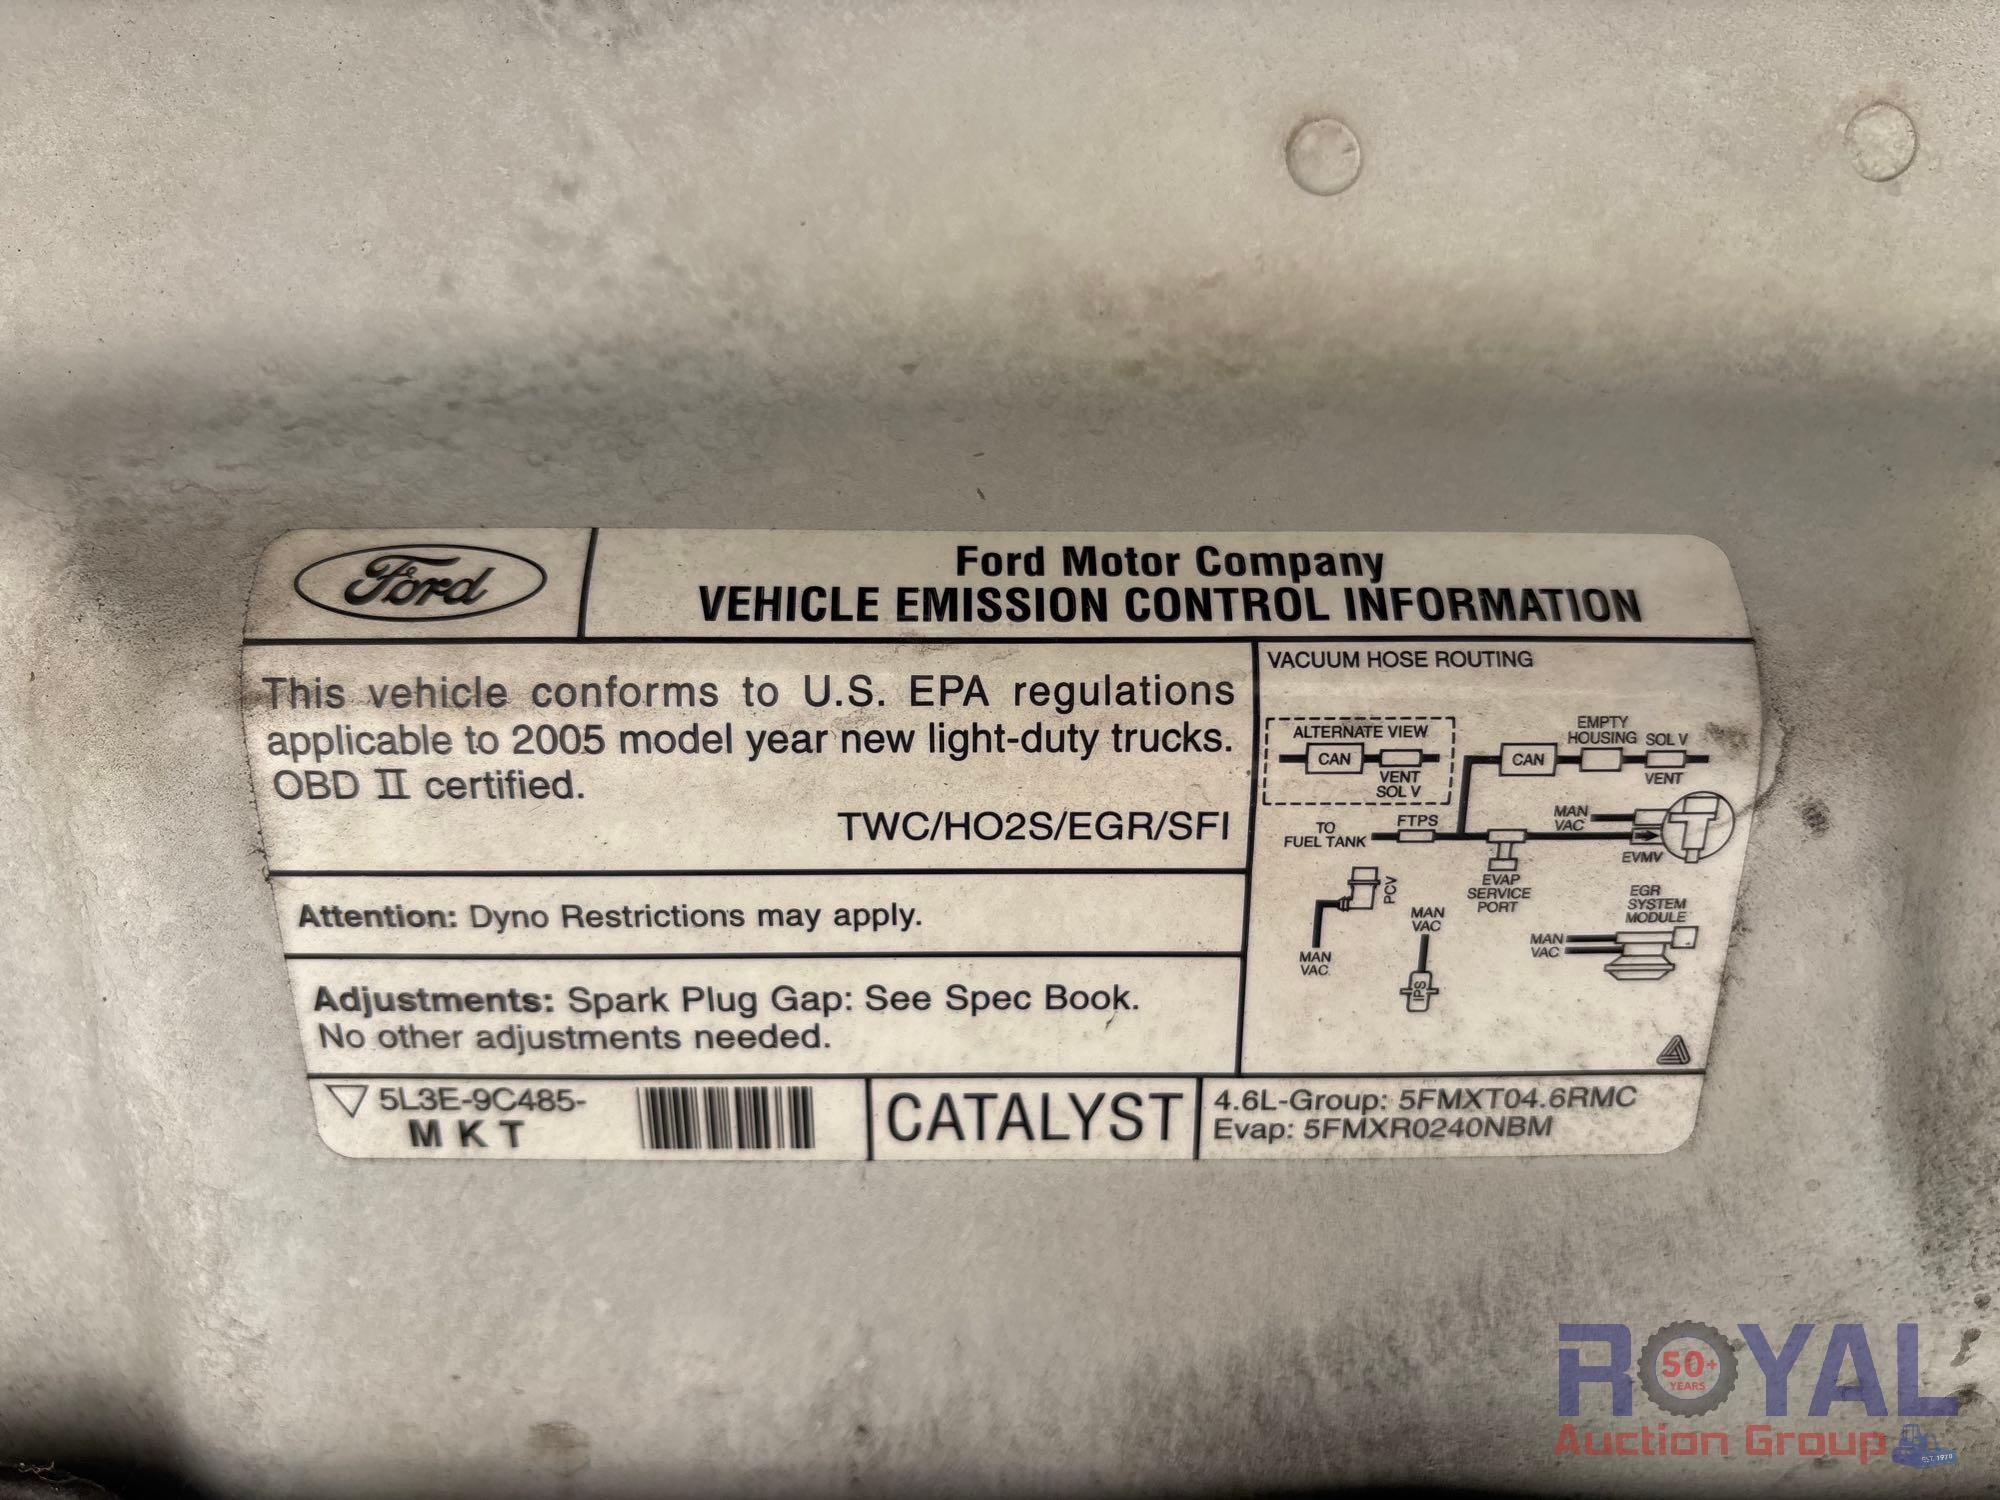 Ford
Ford Motor Company
VEHICLE EMISSION CONTROL INFORMATION
This vehicle conforms to U.S. EPA regulations
applicable to 2005 model year new light-duty trucks.
OBD II certified.
TWC/HO2S/EGR/SFI
Attention: Dyno Restrictions may apply.
Adjustments: Spark Plug Gap: See Spec Book.
No other adjustments needed.
VACUUM HOSE ROUTING
ALTERNATE VIEW
CAN
VENT
SOL V
CAN
EMPTY
HOUSING
SOL V
VENT
TO
FUEL TANK
FTPS
MAN
VAC
EVMV
EVAP
SERVICE
PORT
PCV
MAN
VAC
MAN
VAC
IPS
EGR
SYSTEM
MODULE
MAN
VAC
5L3E-9C485-
M K T
CATALYST
4.6L-Group: 5FMXT04.6RMC
Evap: 5FMXR0240NBM
ROYAL
50+
YEARS
Auction Group
EST. 1970